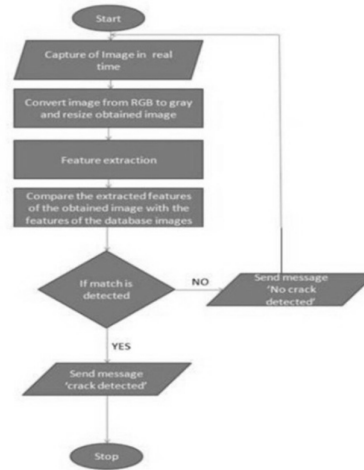 Start
Capture of Image in real
time
Convert image from RGB to gray
and resize obtained image
Feature extraction
Compare the extracted features
of the obtained image with the
features of the database images
If match is
detected
NO
Send message
'No crack
detected'
YES
Send message
'crack detected'
Stop